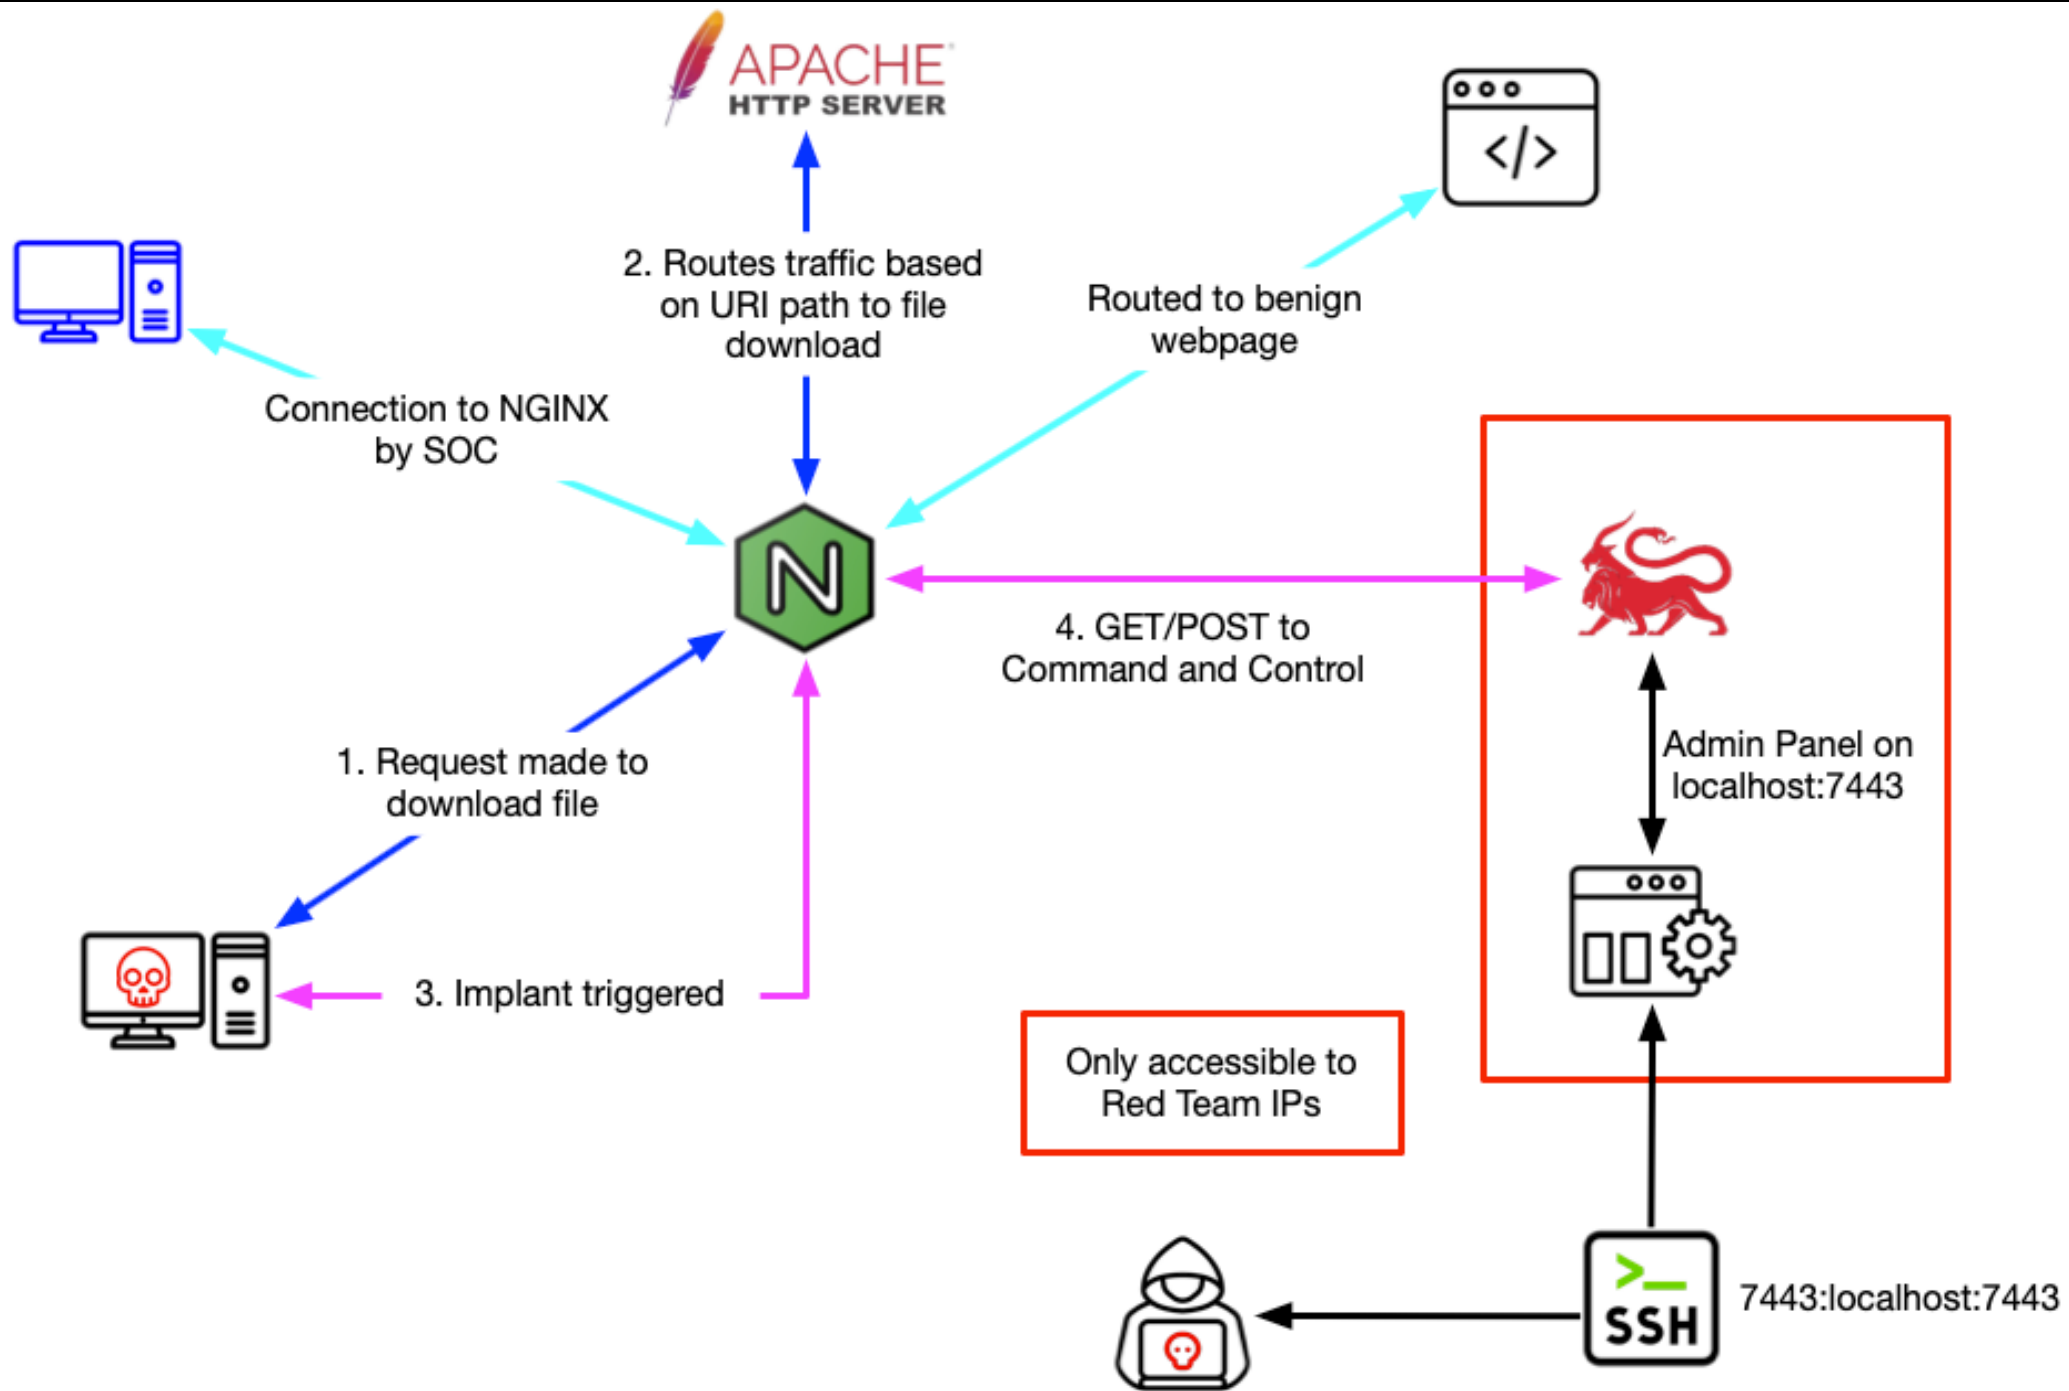 APACHE
HTTP SERVER
</>
2. Routes traffic based
on URI path to file
download
Routed to benign
webpage
Connection to NGINX
by SOC
N
4. GET/POST to
Command and Control
Admin Panel on
localhost:7443
1. Request made to
download file
3. Implant triggered
Only accessible to
Red Team IPs
>_
SSH
7443:localhost:7443